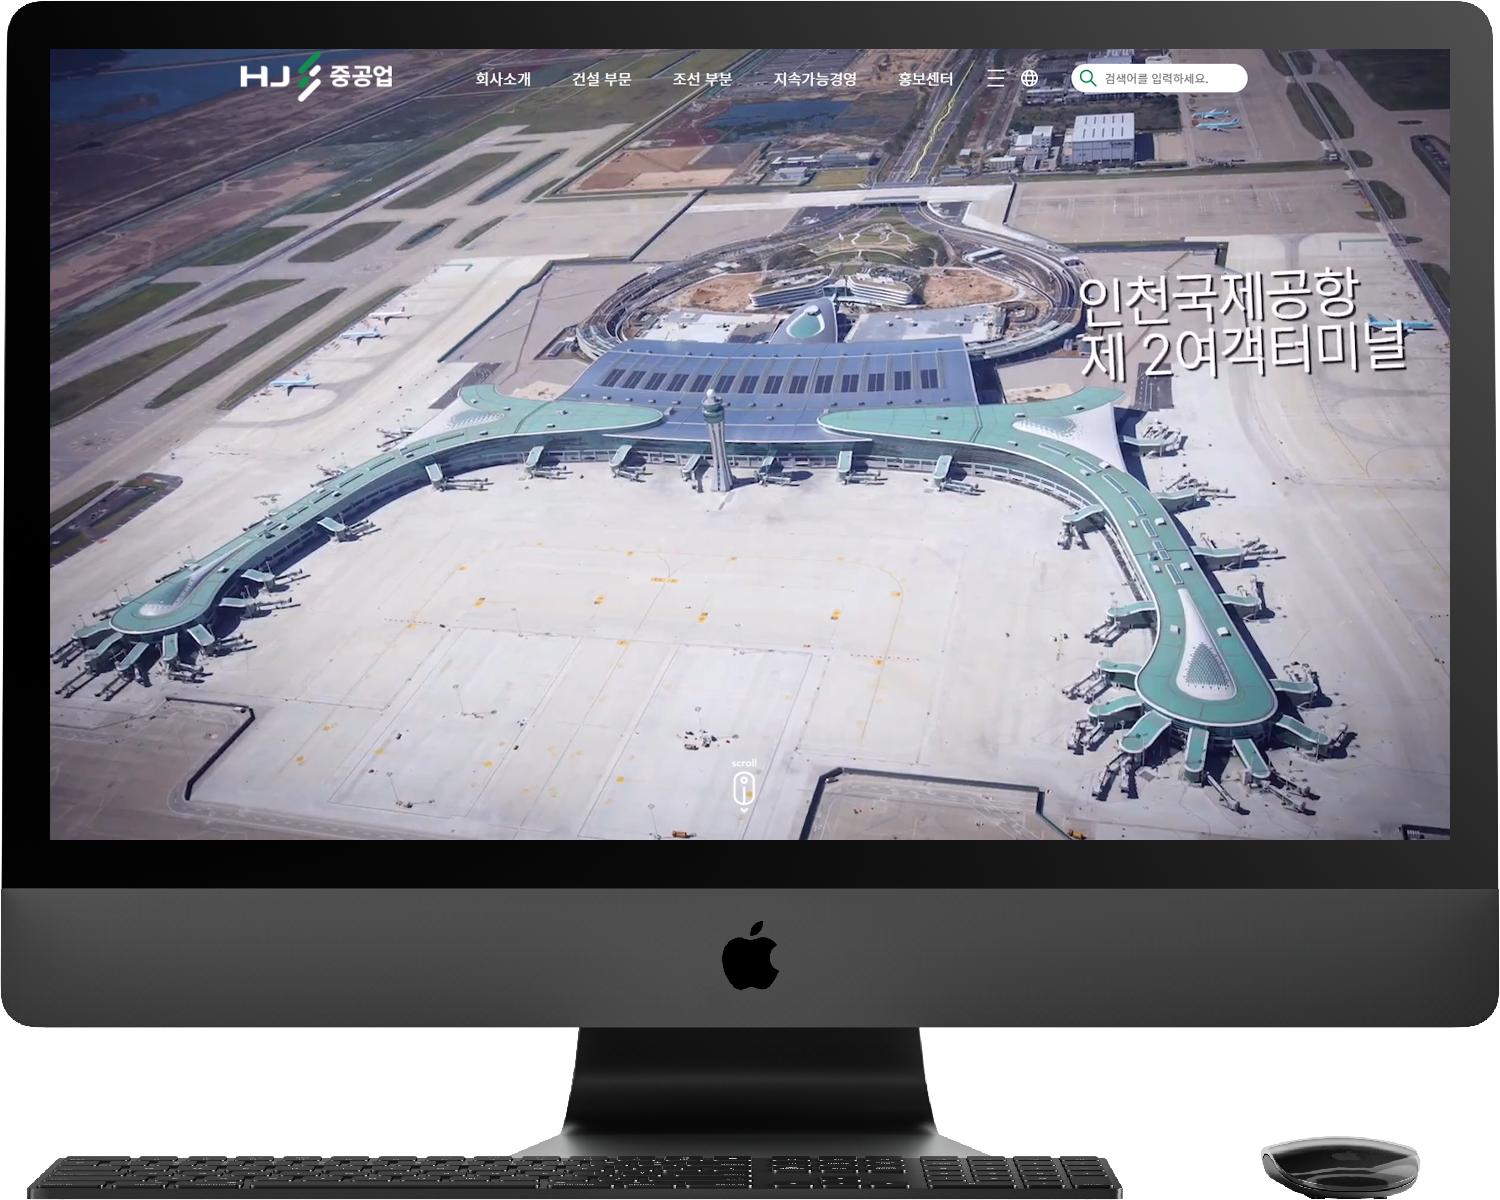 HJ 중공업
회사소개
건설 부문
조선 부분
지속가능경영
홍보센터
검색어를 입력하세요.
인천국제공항
제 2여객터미널
scroll